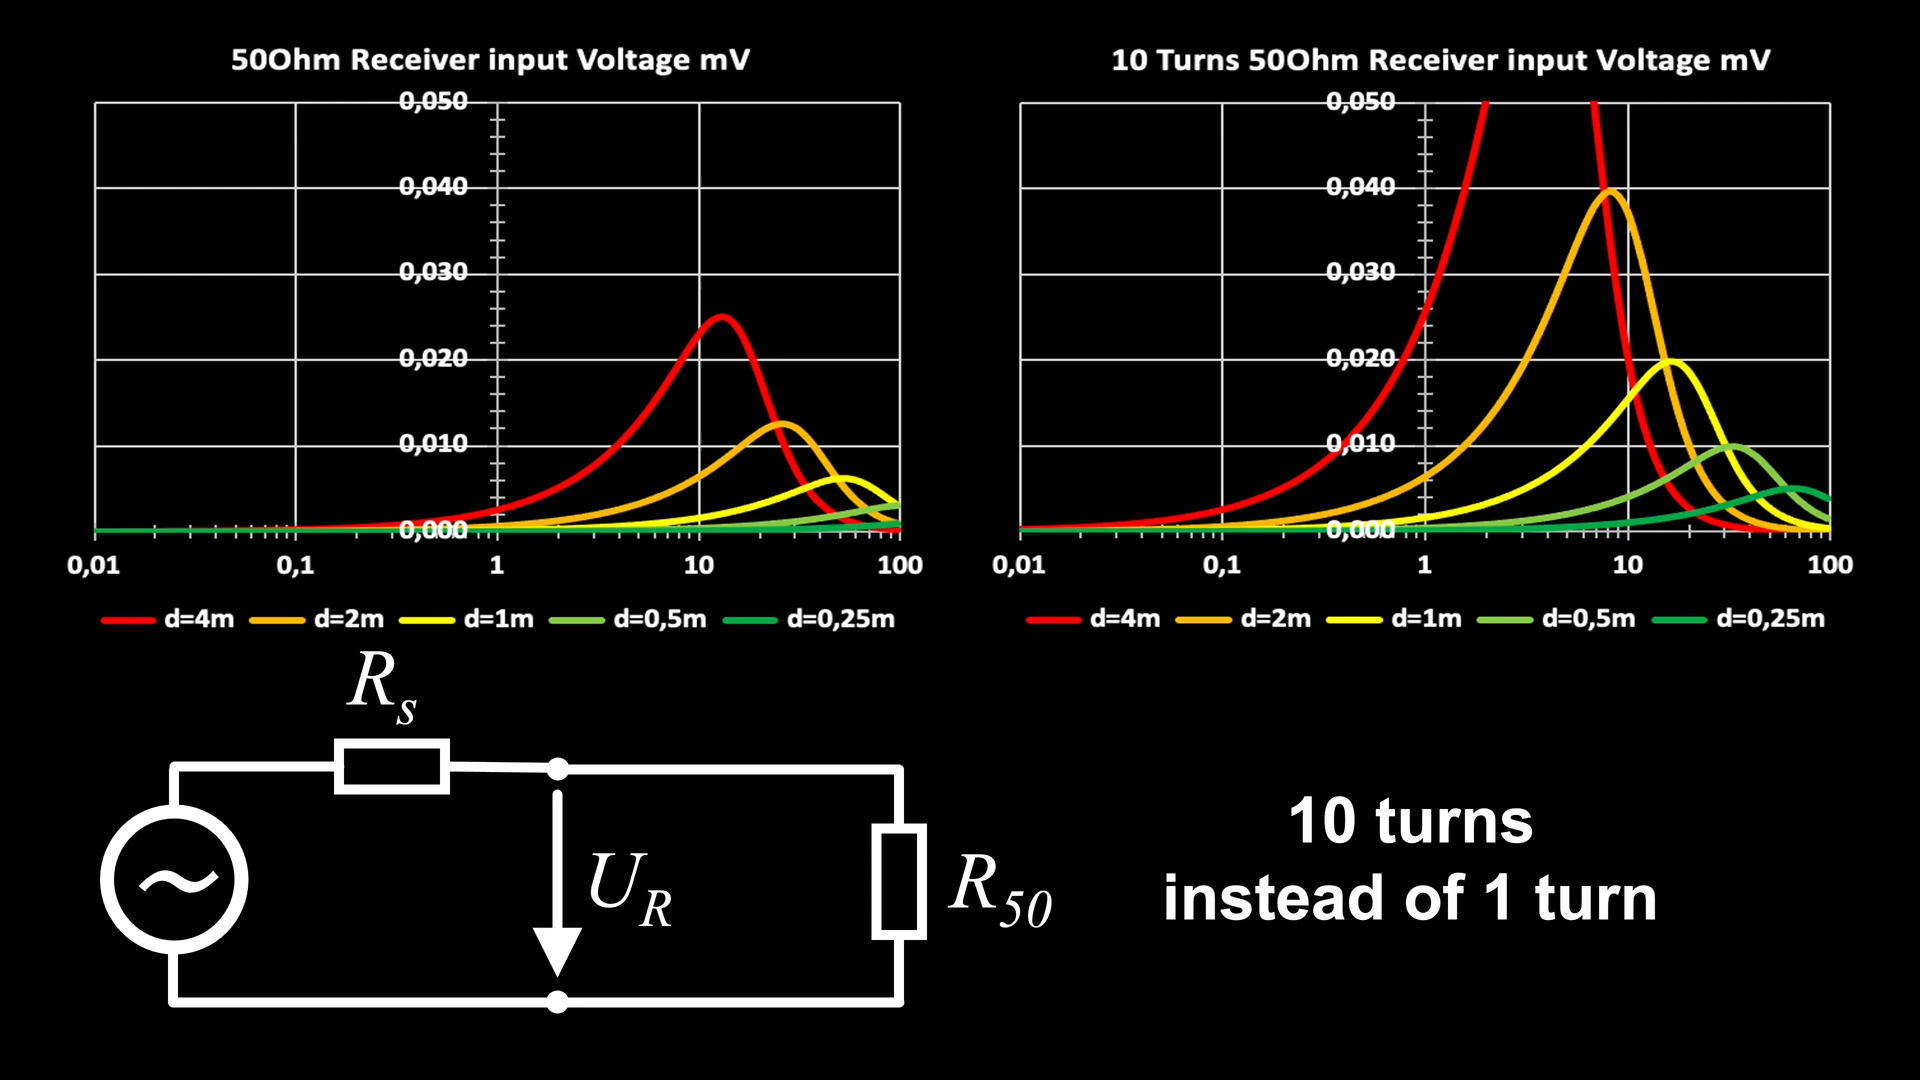 50Ohm Receiver input Voltage mV
0,050
0,040
0,030
0,020
0,010
0,000
0,01 0,1 1 10 100
d=4m d=2m d=1m d=0,5m d=0,25m
10 Turns 50Ohm Receiver input Voltage mV
0,050
0,040
0,030
0,020
0,010
0,000
0,01 0,1 1 10 100
d=4m d=2m d=1m d=0,5m d=0,25m
Rs
UR
R50
10 turns
instead of 1 turn